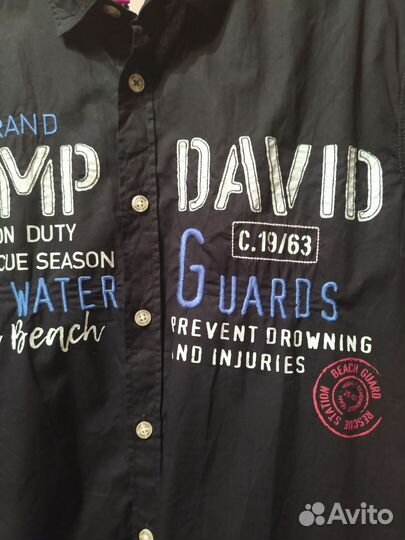 RAND
MP DAVID
ON DUTY
C.19/63
CUE SEASON
WATER GUARDS
Beach
PREVENT DROWNING
AND INJURIES
BEACH GUARD
RESCUE STATION
Avito